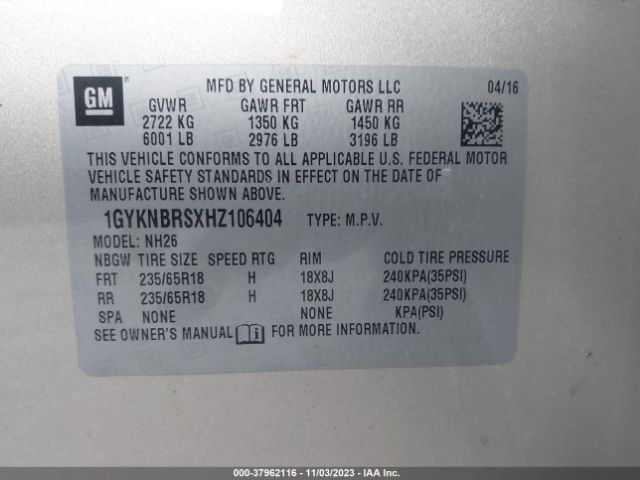 GM ®
MFD BY GENERAL MOTORS LLC 04/16
GVWR GAWR FRT GAWR RR
2722 KG 1350 KG 1450 KG
6001 LB 2976 LB 3196 LB
THIS VEHICLE CONFORMS TO ALL APPLICABLE U.S. FEDERAL MOTOR
VEHICLE SAFETY STANDARDS IN EFFECT ON THE DATE OF
MANUFACTURE SHOWN ABOVE.
1GYKNBRSXHZ106404 TYPE: M.P.V.
MODEL: NH26
NBGW TIRE SIZE SPEED RTG RIM COLD TIRE PRESSURE
FRT 235/65R18 H 18X8J 240KPA(35PSI)
RR 235/65R18 H 18X8J 240KPA(35PSI)
SPA NONE NONE KPA(PSI)
SEE OWNER'S MANUAL FOR MORE INFORMATION.
000-37962116 - 11/03/2023 - IAA Inc.